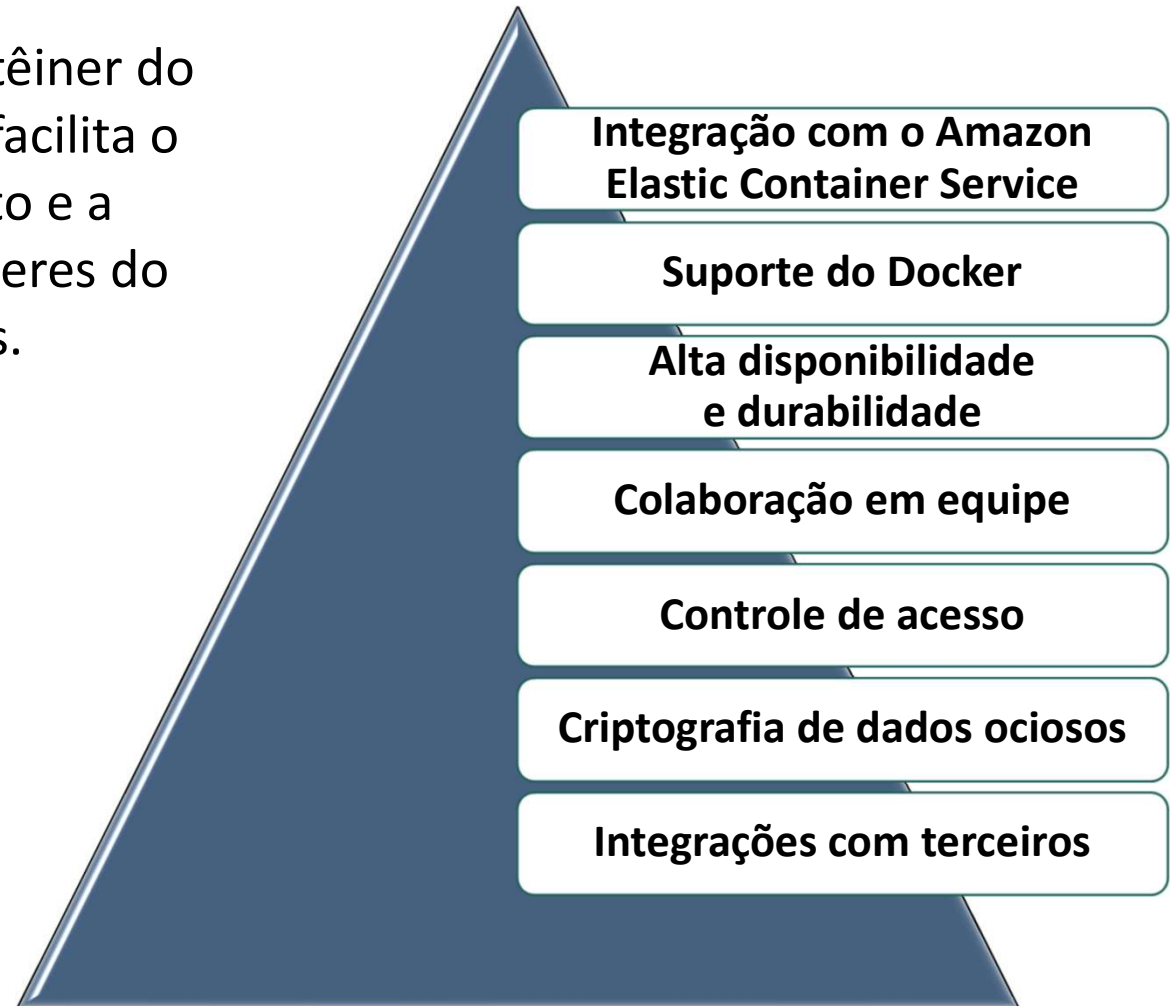 têiner do
facilita o
to e a
eres do
s.
Integração com o Amazon
Elastic Container Service
Suporte do Docker
Alta disponibilidade
e durabilidade
Colaboração em equipe
Controle de acesso
Criptografia de dados ociosos
Integrações com terceiros